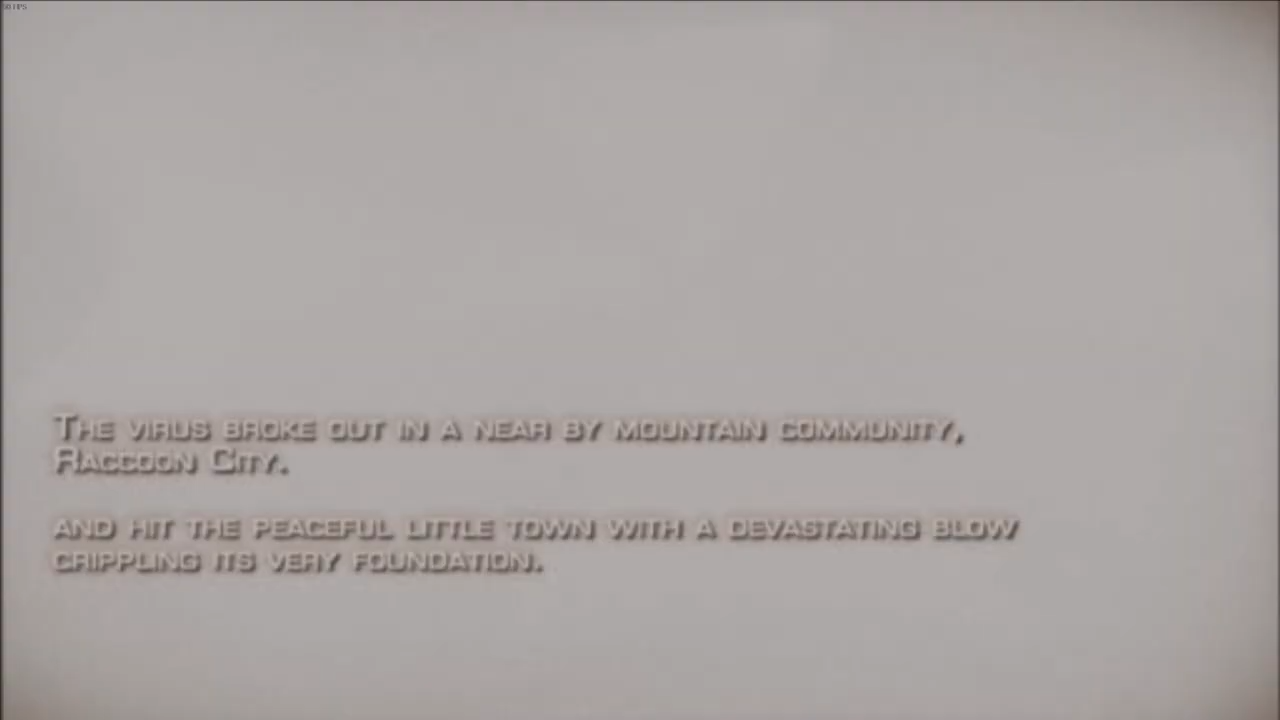 The virus broke out in a near by mountain community,
Raccoon City.
and hit the peaceful little town with a devastating blow
crippling its very foundation.